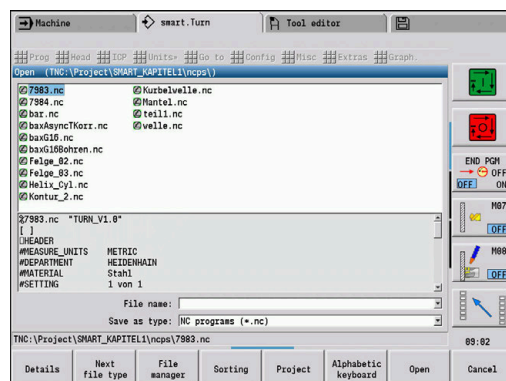 Machine smart.Turn Tool editor
Prog Head ICP Units» Go to Config Misc Extras Graph.
Open (TNC:\Project\SMART_KAPITEL1\ncps\)
7983.nc Kurbelvelle.nc
7984.nc Mantel.nc
bar.nc teil1.nc
baxAsyncTKorr.nc velle.nc
baxG16.nc
baxG16Bohren.nc
Felge_02.nc
Felge_03.nc
Helix_Cyl.nc
Kontur_2.nc
%7983.nc "TURN_V1.0"
[ ]
HEADER
#MEASURE_UNITS METRIC
#DEPARTMENT HEIDENHAIN
#MATERIAL Stahl
#SETTING 1 von 1
File name:
Save as type: NC programs (*.nc)
TNC:\Project\SMART_KAPITEL1\ncps\7983.nc
END PGM
OFF
OFF ON
M07
OFF
M08
OFF
09:02
Details Next file type File manager Sorting Project Alphabetic keyboard Open Cancel